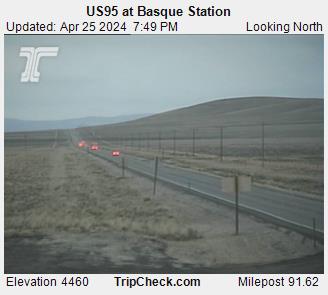 US95 at Basque Station
Updated: Apr 25 2024 7:49 PM Looking North
Elevation 4460 TripCheck.com Milepost 91.62